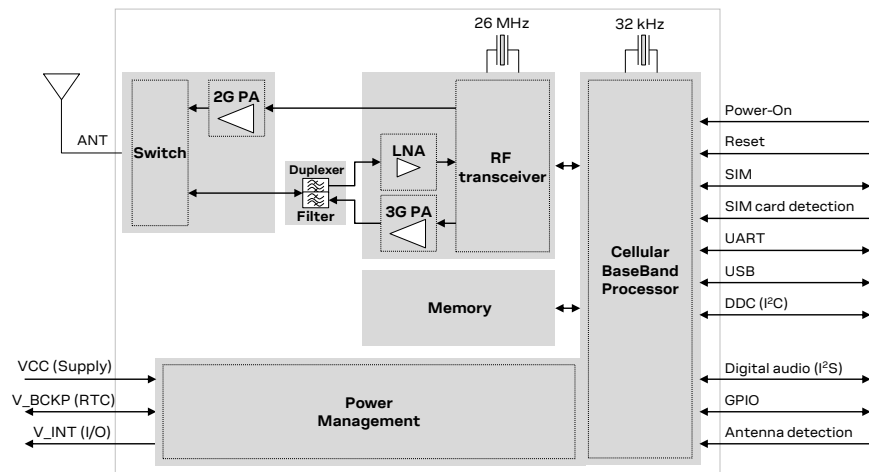 26 MHz
32 kHz
2G PA
ANT
Switch
LNA
Duplexer
Filter
3G PA
RF
transceiver
Cellular
BaseBand
Processor
Memory
Power
Management
VCC (Supply)
V_BCKP (RTC)
V_INT (I/O)
Power-On
Reset
SIM
SIM card detection
UART
USB
DDC (I²C)
Digital audio (I²S)
GPIO
Antenna detection